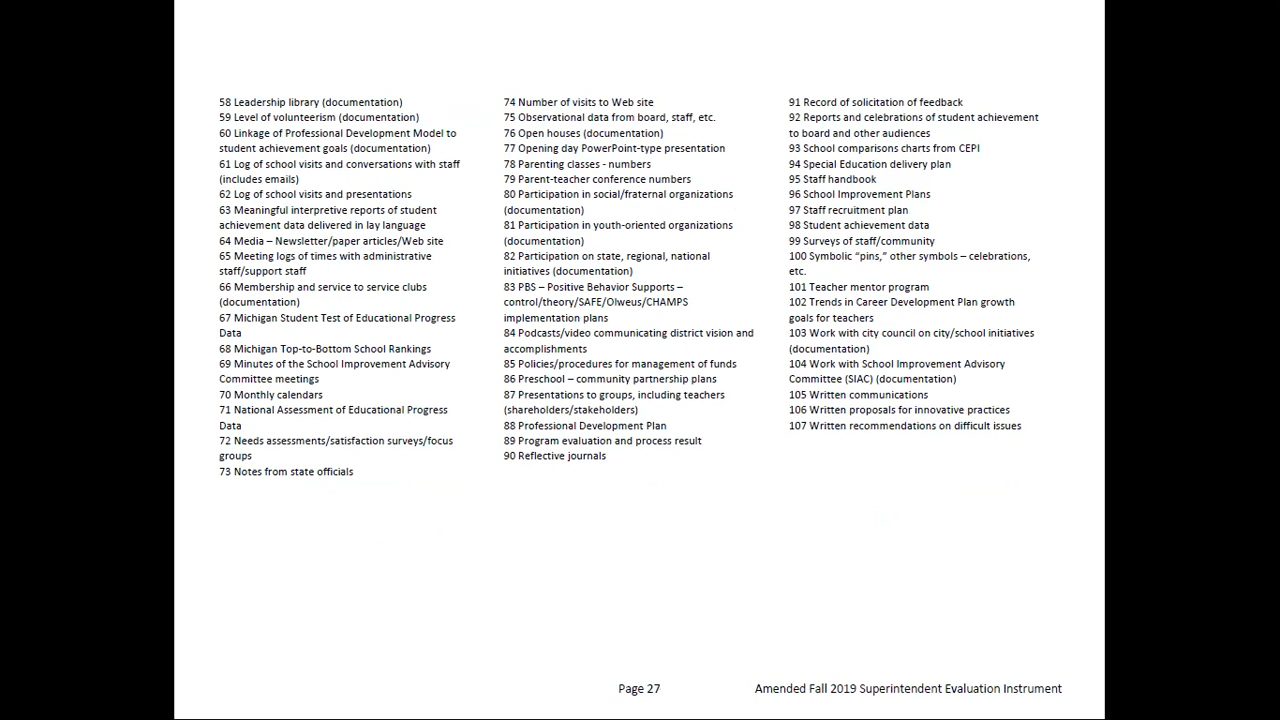 58 Leadership library (documentation)
59 Level of volunteerism (documentation)
60 Linkage of Professional Development Model to
student achievement goals (documentation)
61 Log of school visits and conversations with staff
(includes emails)
62 Log of school visits and presentations
63 Meaningful interpretive reports of student
achievement data delivered in lay language
64 Media – Newsletter/paper articles/Web site
65 Meeting logs of times with administrative
staff/support staff
66 Membership and service to service clubs
(documentation)
67 Michigan Student Test of Educational Progress
Data
68 Michigan Top-to-Bottom School Rankings
69 Minutes of the School Improvement Advisory
Committee meetings
70 Monthly calendars
71 National Assessment of Educational Progress
Data
72 Needs assessments/satisfaction surveys/focus
groups
73 Notes from state officials
74 Number of visits to Web site
75 Observational data from board, staff, etc.
76 Open houses (documentation)
77 Opening day PowerPoint-type presentation
78 Parenting classes - numbers
79 Parent-teacher conference numbers
80 Participation in social/fraternal organizations
(documentation)
81 Participation in youth-oriented organizations
(documentation)
82 Participation on state, regional, national
initiatives (documentation)
83 PBS – Positive Behavior Supports –
control/theory/SAFE/Olweus/CHAMPS
implementation plans
84 Podcasts/video communicating district vision and
accomplishments
85 Policies/procedures for management of funds
86 Preschool – community partnership plans
87 Presentations to groups, including teachers
(shareholders/stakeholders)
88 Professional Development Plan
89 Program evaluation and process result
90 Reflective journals
91 Record of solicitation of feedback
92 Reports and celebrations of student achievement
to board and other audiences
93 School comparisons charts from CEPI
94 Special Education delivery plan
95 Staff handbook
96 School Improvement Plans
97 Staff recruitment plan
98 Student achievement data
99 Surveys of staff/community
100 Symbolic “pins,” other symbols – celebrations,
etc.
101 Teacher mentor program
102 Trends in Career Development Plan growth
goals for teachers
103 Work with city council on city/school initiatives
(documentation)
104 Work with School Improvement Advisory
Committee (SIAC) (documentation)
105 Written communications
106 Written proposals for innovative practices
107 Written recommendations on difficult issues
Page 27
Amended Fall 2019 Superintendent Evaluation Instrument